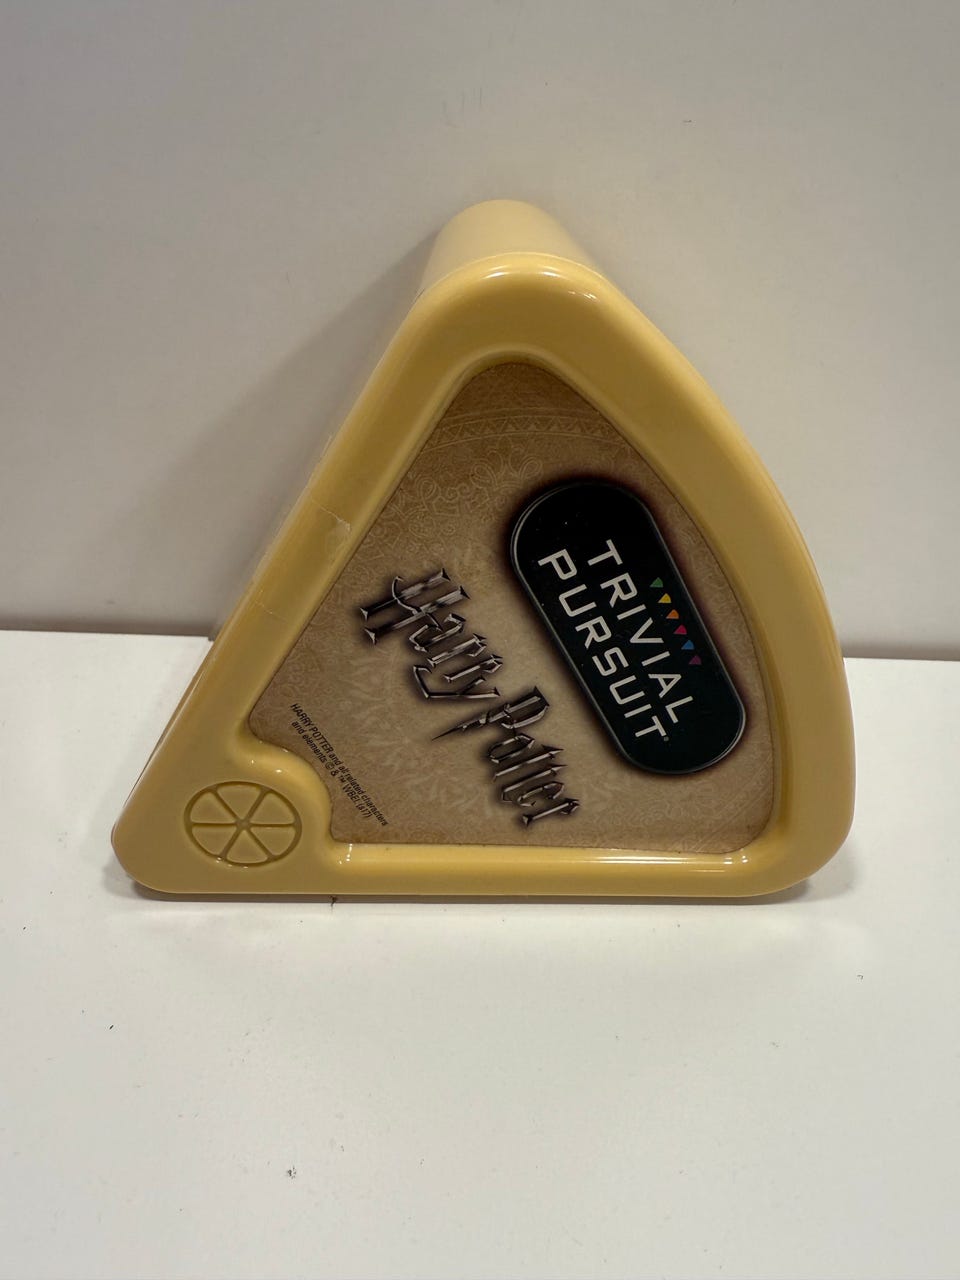 TRIVIAL
PURSUIT®
Harry Potter
HARRY POTTER and all related characters
and elements © & ™ WBEI. (s17)